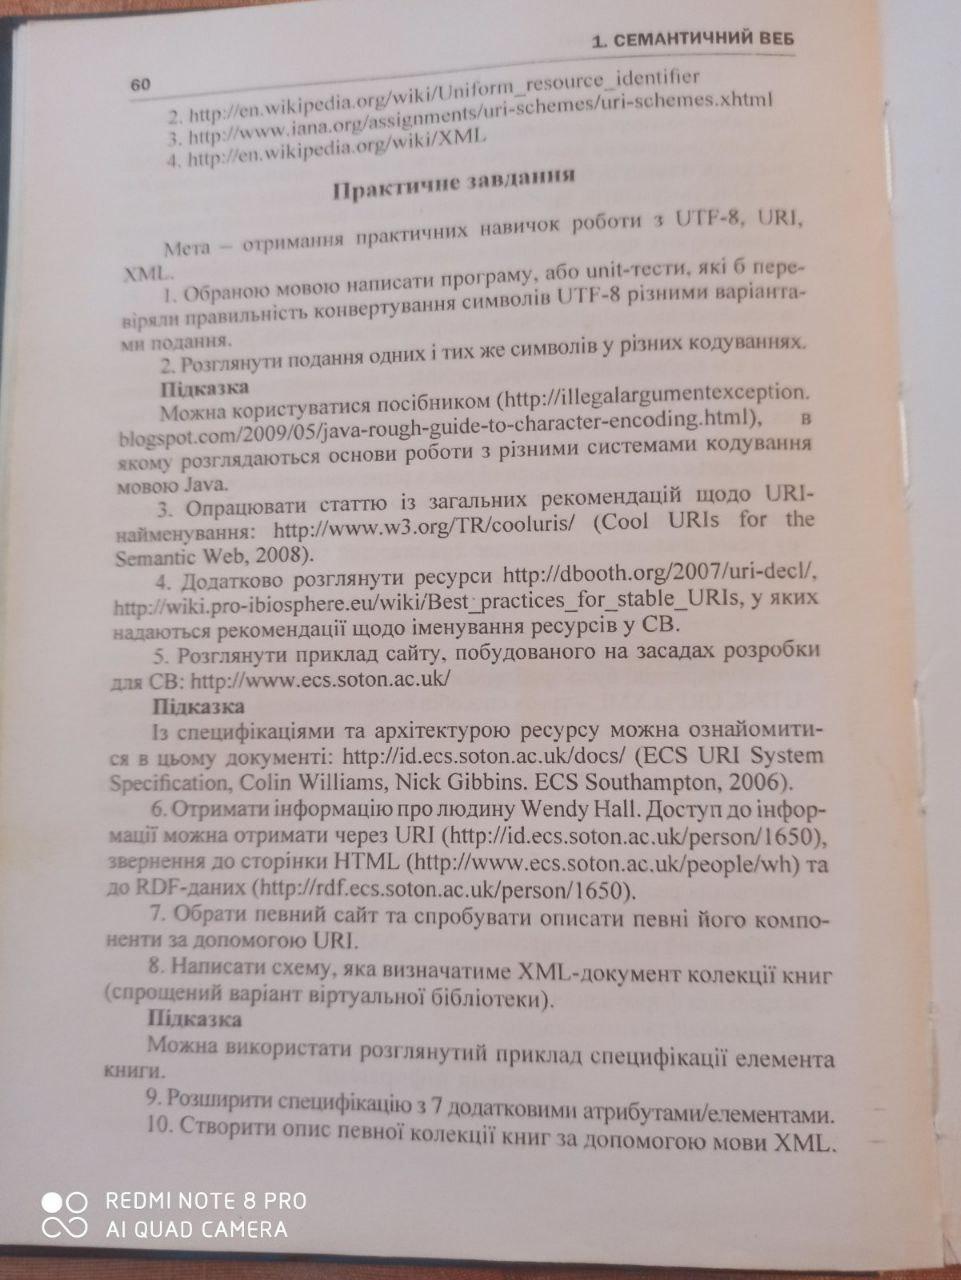 1. СЕМАНТИЧНИЙ ВЕБ
60
2. http://en.wikipedia.org/wiki/Uniform_resource_identifier
3. http://www.iana.org/assignments/uri-schemes/uri-schemes.xhtml
4. http://en.wikipedia.org/wiki/XML
Практичне завдання
Мета – отримання практичних навичок роботи з UTF-8, URI,
XML.
1. Обраною мовою написати програму, або unit-тести, які б пере-
віряли правильність конвертування символів UTF-8 різними варіанта-
ми подання.
2. Розглянути подання одних і тих же символів у різних кодуваннях.
Підказка
Можна користуватися посібником (http://illegalargumentexception.
blogspot.com/2009/05/java-rough-guide-to-character-encoding.html), в
якому розглядаються основи роботи з різними системами кодування
мовою Java.
3. Опрацювати статтю із загальних рекомендацій щодо URI-
найменування: http://www.w3.org/TR/cooluris/ (Cool URIs for the
Semantic Web, 2008).
4. Додатково розглянути ресурси http://dbooth.org/2007/uri-decl/,
http://wiki.pro-ibiosphere.eu/wiki/Best_practices_for_stable_URIs, у яких
надаються рекомендації щодо іменування ресурсів у СВ.
5. Розглянути приклад сайту, побудованого на засадах розробки
для СВ: http://www.ecs.soton.ac.uk/
Підказка
Із специфікаціями та архітектурою ресурсу можна ознайомити-
ся в цьому документі: http://id.ecs.soton.ac.uk/docs/ (ECS URI System
Specification, Colin Williams, Nick Gibbins. ECS Southampton, 2006).
6. Отримати інформацію про людину Wendy Hall. Доступ до інфор-
мації можна отримати через URI (http://id.ecs.soton.ac.uk/person/1650),
звернення до сторінки HTML (http://www.ecs.soton.ac.uk/people/wh) та
до RDF-даних (http://rdf.ecs.soton.ac.uk/person/1650).
7. Обрати певний сайт та спробувати описати певні його компо-
ненти за допомогою URI.
8. Написати схему, яка визначатиме XML-документ колекції книг
(спрощений варіант віртуальної бібліотеки).
Підказка
Можна використати розглянутий приклад специфікації елемента
книги.
9. Розширити специфікацію з 7 додатковими атрибутами/елементами.
10. Створити опис певної колекції книг за допомогою мови XML.
REDMI NOTE 8 PRO
AI QUAD CAMERA